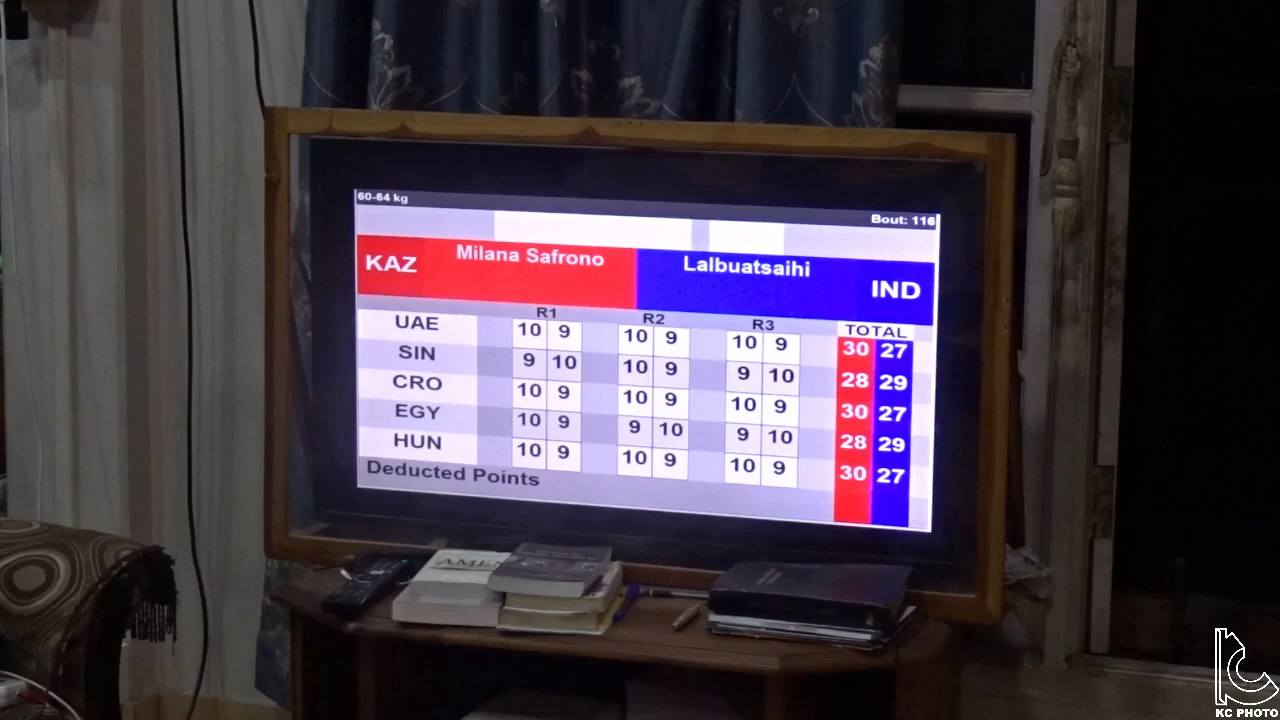 60-64 kg
Bout: 116
KAZ Milana Safrono Lalbuatsaihi IND
R1 R2 R3 TOTAL
UAE 10 9 10 9 10 9 30 27
SIN 9 10 10 9 9 10 28 29
CRO 10 9 10 9 10 9 30 27
EGY 10 9 9 10 9 10 28 29
HUN 10 9 10 9 10 9 30 27
Deducted Points
KC PHOTO